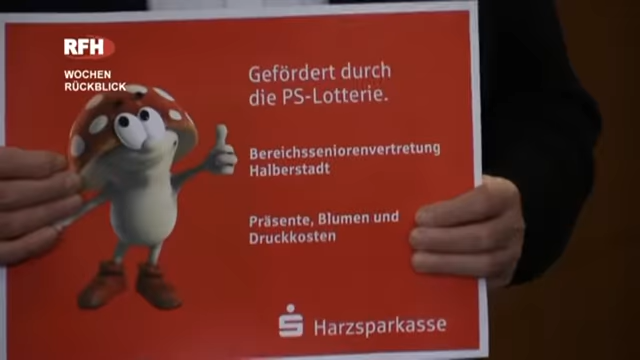 RFH
WOCHEN
RÜCKBLICK
Gefördert durch
die PS-Lotterie.
Bereichsseniorenvertretung
Halberstadt
Präsente, Blumen und
Druckkosten
Harzsparkasse